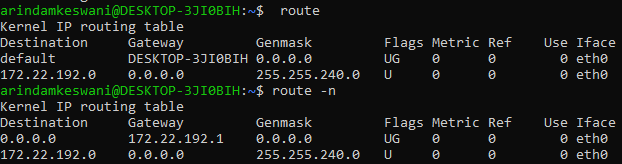 arindamkeswani@DESKTOP-3JI0BIH:~$  route
Kernel IP routing table
Destination     Gateway         Genmask         Flags Metric Ref    Use Iface
default         DESKTOP-3JI0BIH 0.0.0.0         UG    0      0        0 eth0
172.22.192.0    0.0.0.0         255.255.240.0   U     0      0        0 eth0
arindamkeswani@DESKTOP-3JI0BIH:~$ route -n
Kernel IP routing table
Destination     Gateway         Genmask         Flags Metric Ref    Use Iface
0.0.0.0         172.22.192.1    0.0.0.0         UG    0      0        0 eth0
172.22.192.0    0.0.0.0         255.255.240.0   U     0      0        0 eth0